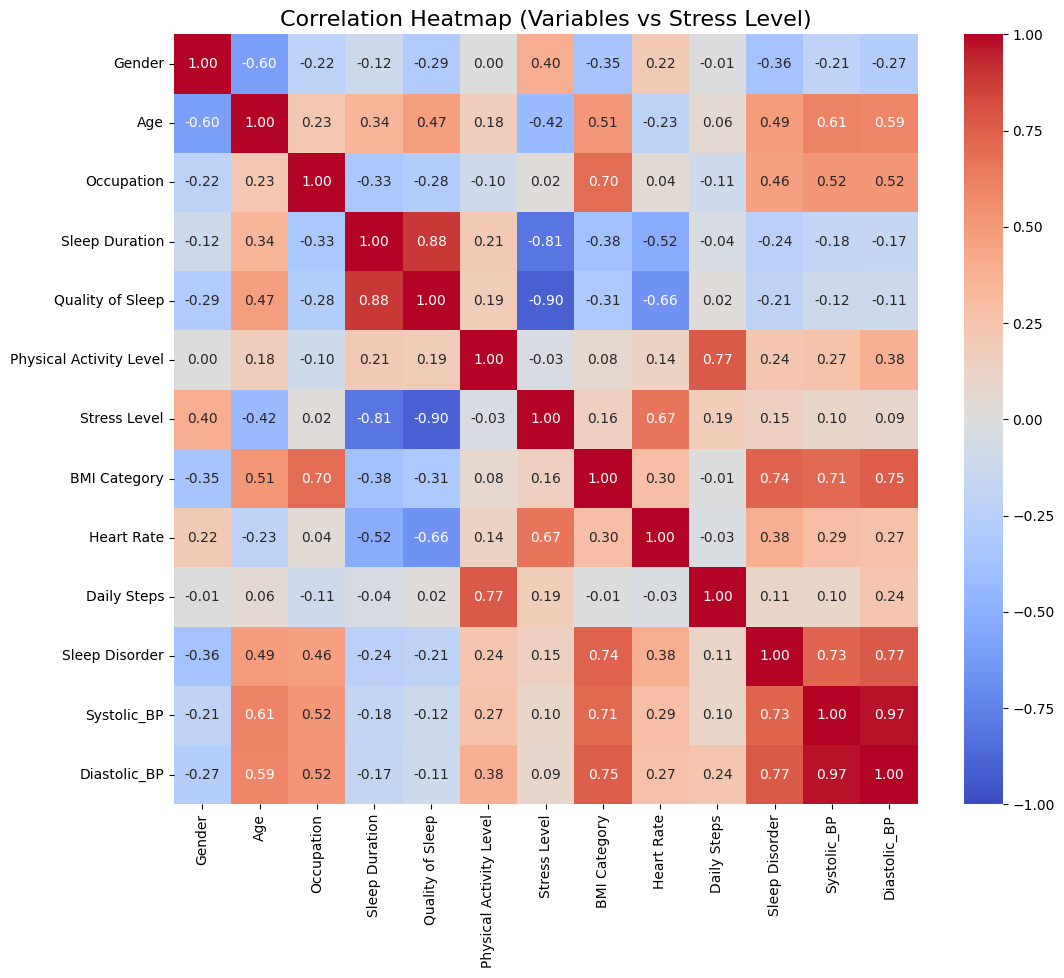 Correlation Heatmap (Variables vs Stress Level)
Gender 1.00 -0.60 -0.22 -0.12 -0.29 0.00 0.40 -0.35 0.22 -0.01 -0.36 -0.21 -0.27
Age -0.60 1.00 0.23 0.34 0.47 0.18 -0.42 0.51 -0.23 0.06 0.49 0.61 0.59
Occupation -0.22 0.23 1.00 -0.33 -0.28 -0.10 0.02 0.70 0.04 -0.11 0.46 0.52 0.52
Sleep Duration -0.12 0.34 -0.33 1.00 0.88 0.21 -0.81 -0.38 -0.52 -0.04 -0.24 -0.18 -0.17
Quality of Sleep -0.29 0.47 -0.28 0.88 1.00 0.19 -0.90 -0.31 -0.66 0.02 -0.21 -0.12 -0.11
Physical Activity Level 0.00 0.18 -0.10 0.21 0.19 1.00 -0.03 0.08 0.14 0.77 0.24 0.27 0.38
Stress Level 0.40 -0.42 0.02 -0.81 -0.90 -0.03 1.00 0.16 0.67 0.19 0.15 0.10 0.09
BMI Category -0.35 0.51 0.70 -0.38 -0.31 0.08 0.16 1.00 0.30 -0.01 0.74 0.71 0.75
Heart Rate 0.22 -0.23 0.04 -0.52 -0.66 0.14 0.67 0.30 1.00 -0.03 0.38 0.29 0.27
Daily Steps -0.01 0.06 -0.11 -0.04 0.02 0.77 0.19 -0.01 -0.03 1.00 0.11 0.10 0.24
Sleep Disorder -0.36 0.49 0.46 -0.24 -0.21 0.24 0.15 0.74 0.38 0.11 1.00 0.73 0.77
Systolic_BP -0.21 0.61 0.52 -0.18 -0.12 0.27 0.10 0.71 0.29 0.10 0.73 1.00 0.97
Diastolic_BP -0.27 0.59 0.52 -0.17 -0.11 0.38 0.09 0.75 0.27 0.24 0.77 0.97 1.00
Gender
Age
Occupation
Sleep Duration
Quality of Sleep
Physical Activity Level
Stress Level
BMI Category
Heart Rate
Daily Steps
Sleep Disorder
Systolic_BP
Diastolic_BP
1.00
0.75
0.50
0.25
0.00
−0.25
−0.50
−0.75
−1.00